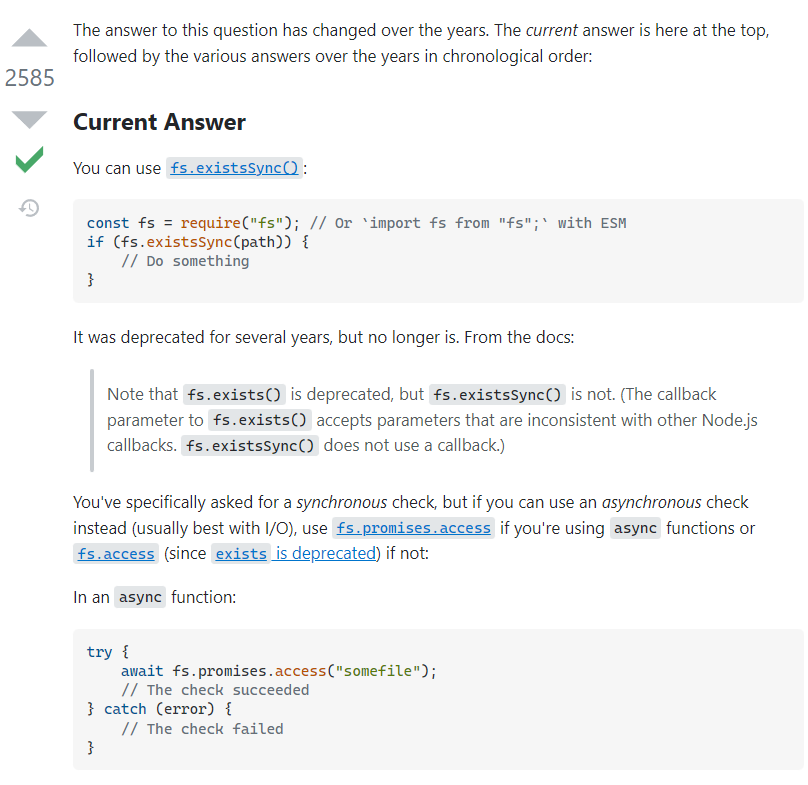 The answer to this question has changed over the years. The current answer is here at the top,
followed by the various answers over the years in chronological order:
2585
Current Answer
You can use fs.existsSync():
const fs = require("fs"); // Or `import fs from "fs";` with ESM
if (fs.existsSync(path)) {
    // Do something
}
It was deprecated for several years, but no longer is. From the docs:
Note that fs.exists() is deprecated, but fs.existsSync() is not. (The callback
parameter to fs.exists() accepts parameters that are inconsistent with other Node.js
callbacks. fs.existsSync() does not use a callback.)
You've specifically asked for a synchronous check, but if you can use an asynchronous check
instead (usually best with I/O), use fs.promises.access if you're using async functions or
fs.access (since exists is deprecated) if not:
In an async function:
try {
    await fs.promises.access("somefile");
    // The check succeeded
} catch (error) {
    // The check failed
}